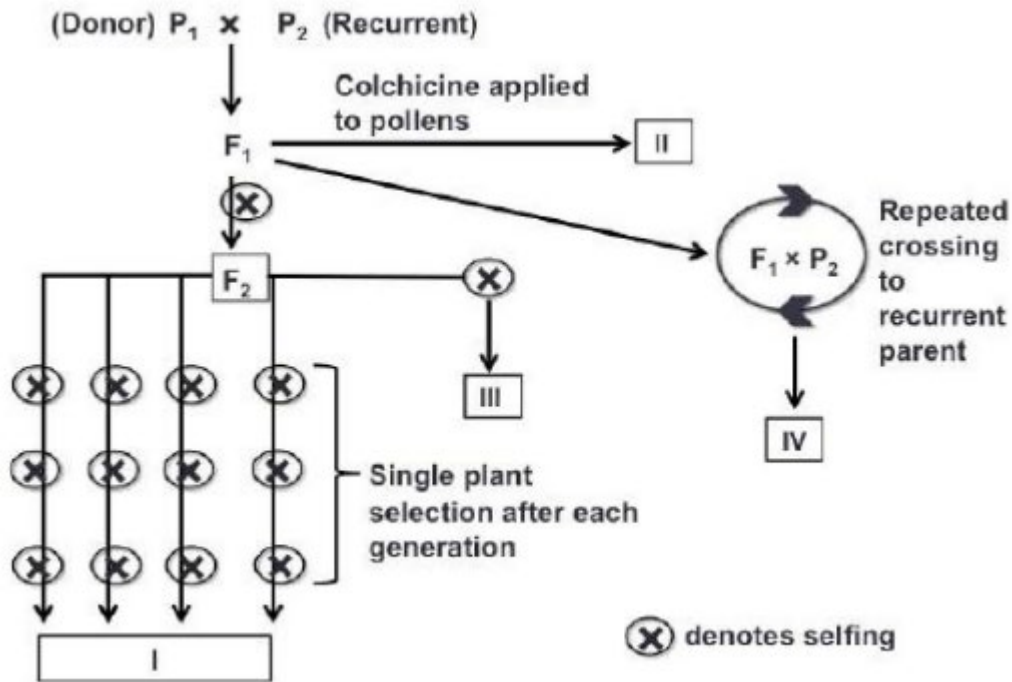 (Donor) P₁ × P₂ (Recurrent)
Colchicine applied
to pollens
F₁
II
Repeated
crossing
to
recurrent
parent
F₁ × P₂
F₂
III
IV
Single plant
selection after each
generation
I
denotes selfing